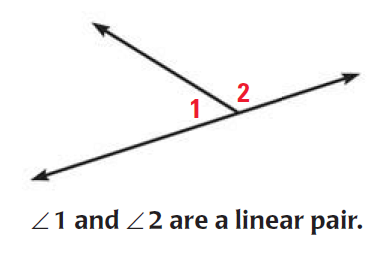 2
1
∠1 and ∠2 are a linear pair.